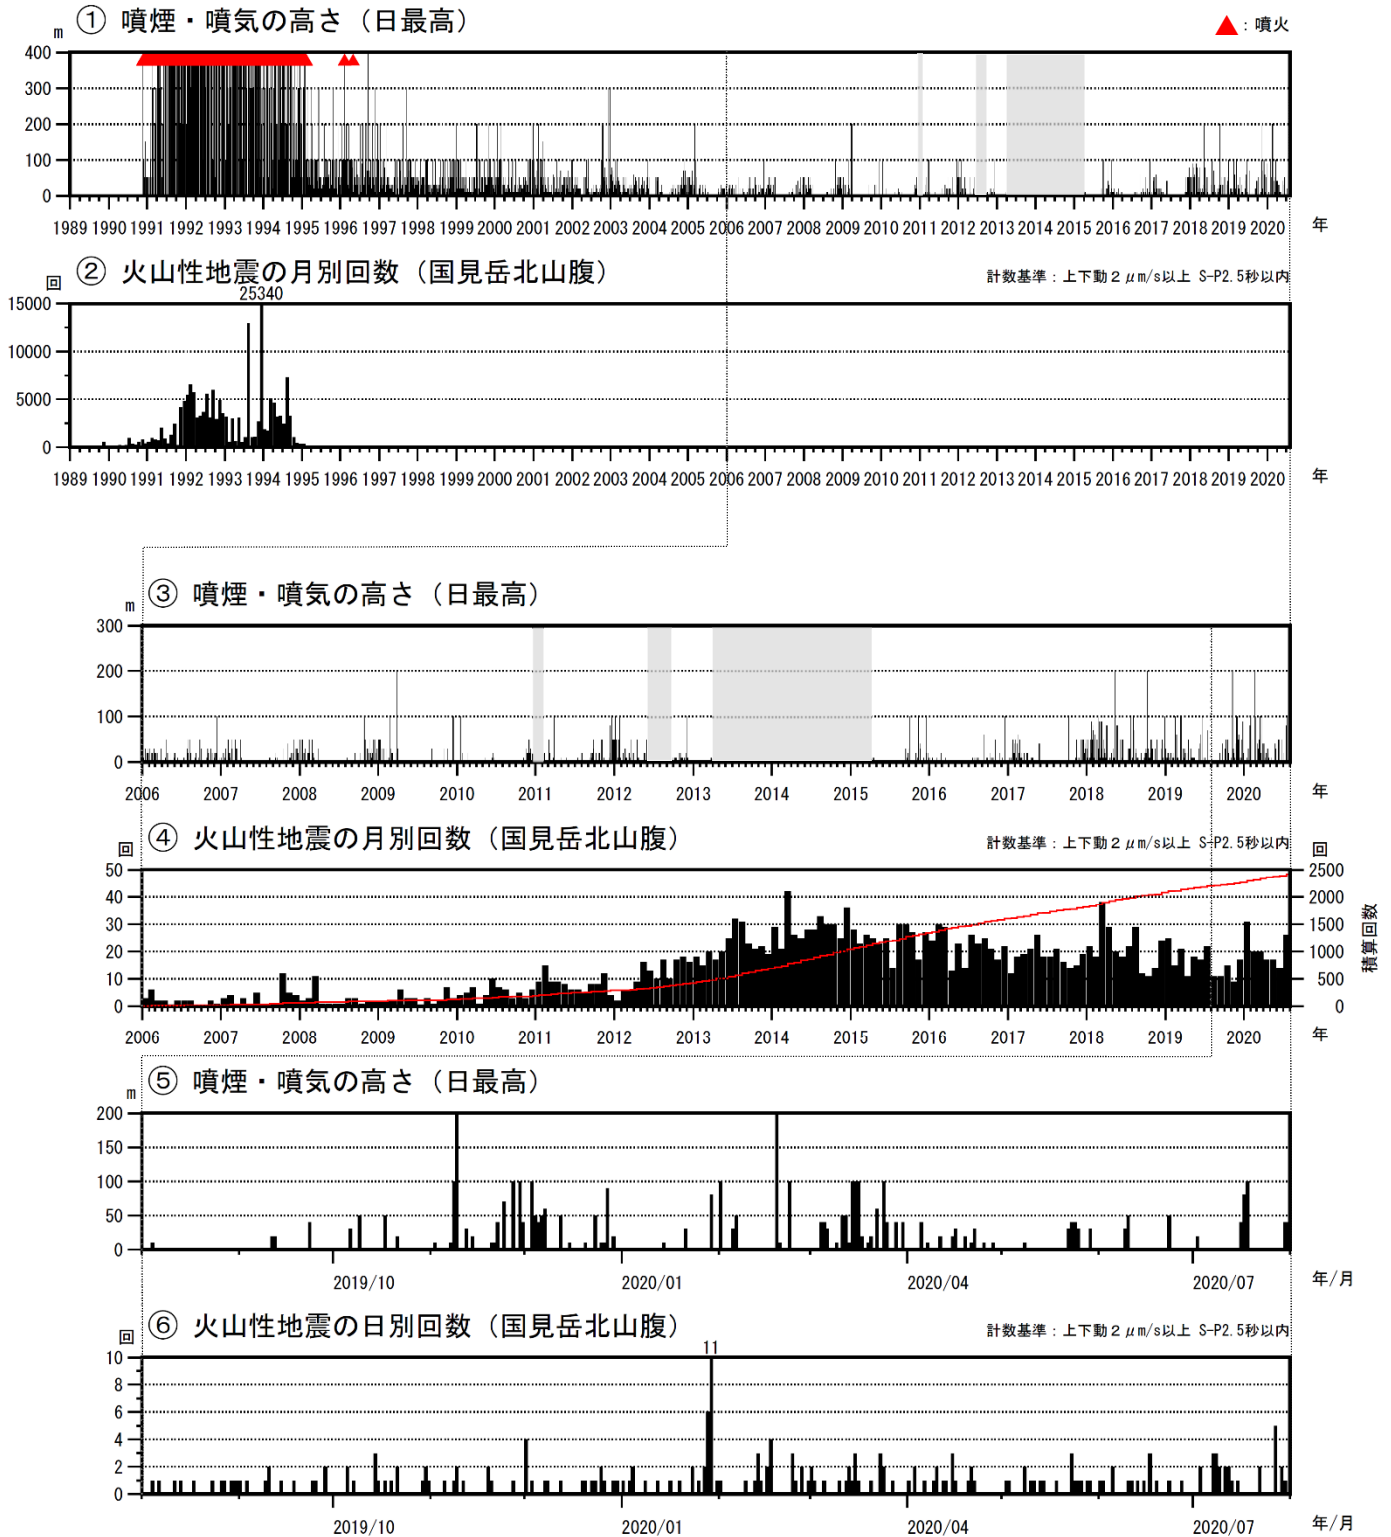 ① 噴煙・噴気の高さ（日最高）
▲：噴火
m
400
300
200
100
0
1989 1990 1991 1992 1993 1994 1995 1996 1997 1998 1999 2000 2001 2002 2003 2004 2005 2006 2007 2008 2009 2010 2011 2012 2013 2014 2015 2016 2017 2018 2019 2020 年
② 火山性地震の月別回数（国見岳北山腹）
計数基準：上下動２μm/s以上 S-P2.5秒以内
回
25340
15000
10000
5000
0
1989 1990 1991 1992 1993 1994 1995 1996 1997 1998 1999 2000 2001 2002 2003 2004 2005 2006 2007 2008 2009 2010 2011 2012 2013 2014 2015 2016 2017 2018 2019 2020 年
③ 噴煙・噴気の高さ（日最高）
m
300
200
100
0
2006 2007 2008 2009 2010 2011 2012 2013 2014 2015 2016 2017 2018 2019 2020 年
④ 火山性地震の月別回数（国見岳北山腹）
計数基準：上下動２μm/s以上 S-P2.5秒以内
回 回
50 2500
40 2000
30 1500
20 1000
10 500
0 0
積算回数
2006 2007 2008 2009 2010 2011 2012 2013 2014 2015 2016 2017 2018 2019 2020 年
⑤ 噴煙・噴気の高さ（日最高）
m
200
150
100
50
0
2019/10 2020/01 2020/04 2020/07 年/月
⑥ 火山性地震の日別回数（国見岳北山腹）
計数基準：上下動２μm/s以上 S-P2.5秒以内
回
11
10
8
6
4
2
0
2019/10 2020/01 2020/04 2020/07 年/月